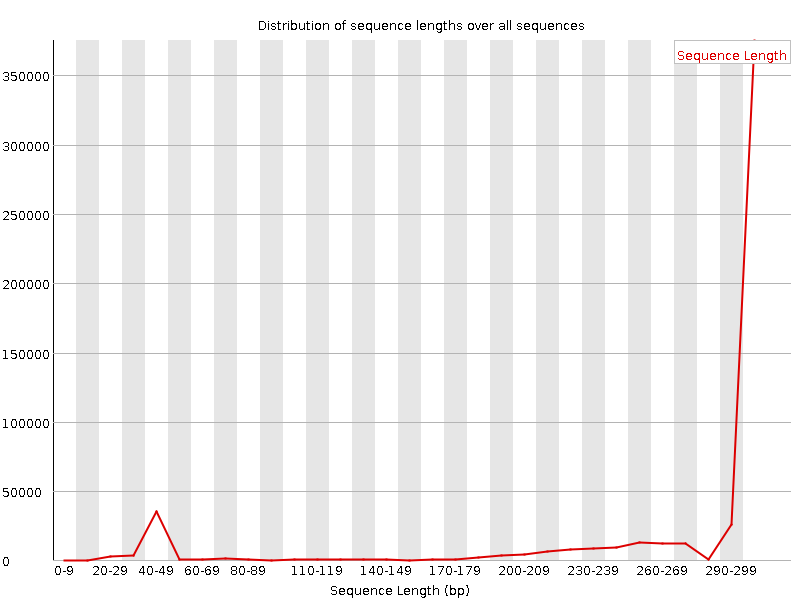 Distribution of sequence lengths over all sequences
Sequence Length
350000
300000
250000
200000
150000
100000
50000
0
0-9 20-29 40-49 60-69 80-89 110-119 140-149 170-179 200-209 230-239 260-269 290-299
Sequence Length (bp)